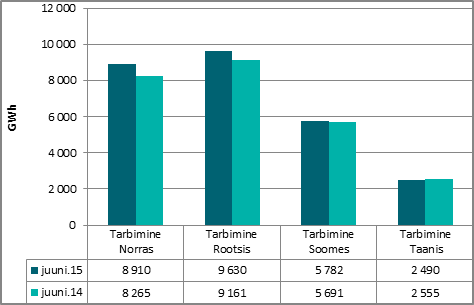 12 000
10 000
8 000
6 000
4 000
2 000
0
GWh
Tarbimine Norras
Tarbimine Rootsis
Tarbimine Soomes
Tarbimine Taanis
juuni.15 8 910 9 630 5 782 2 490
juuni.14 8 265 9 161 5 691 2 555